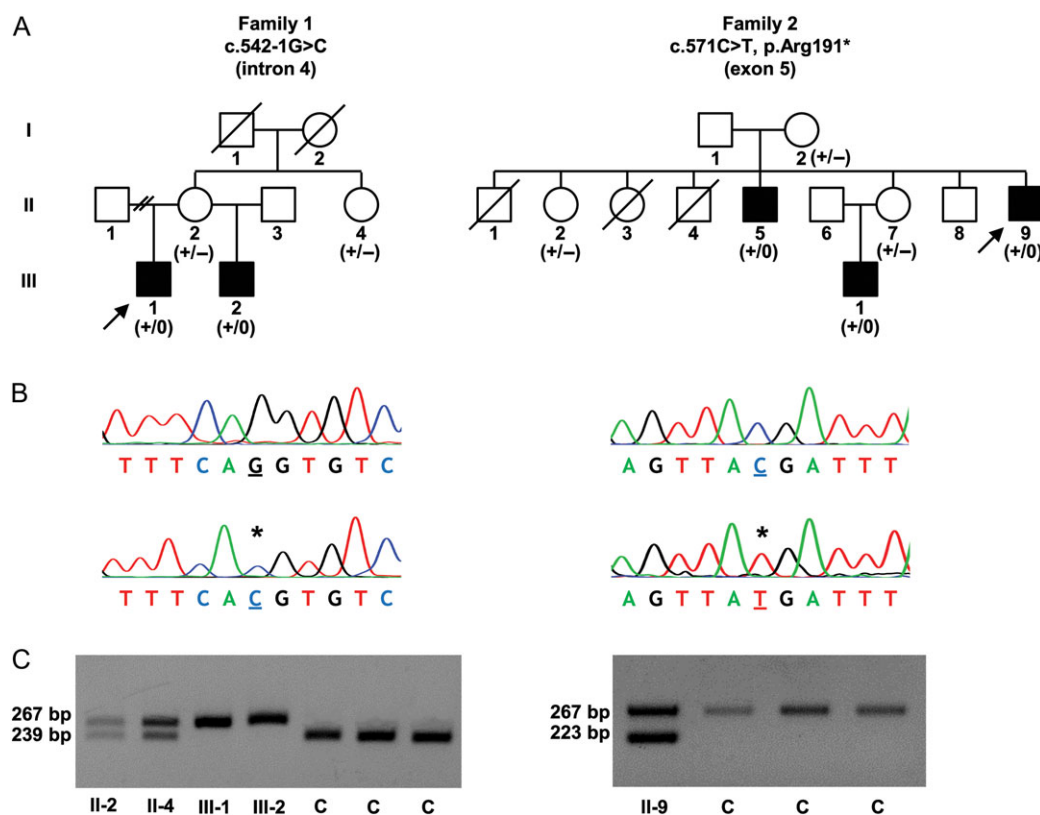 A
Family 1
c.542-1G>C
(intron 4)
Family 2
c.571C>T, p.Arg191*
(exon 5)
I
1 2
1 2 (+/–)
II
1 2 3 4
(+/–) (+/–)
1 2 3 4 5 6 7 8 9
(+/–) (+/0) (+/–) (+/0)
III
1 2
(+/0) (+/0)
1
(+/0)
B
T T T C A G G T G T C
A G T T A C G A T T T
*
*
T T T C A C G T G T C
A G T T A T G A T T T
C
267 bp
239 bp
II-2 II-4 III-1 III-2 C C C
267 bp
223 bp
II-9 C C C